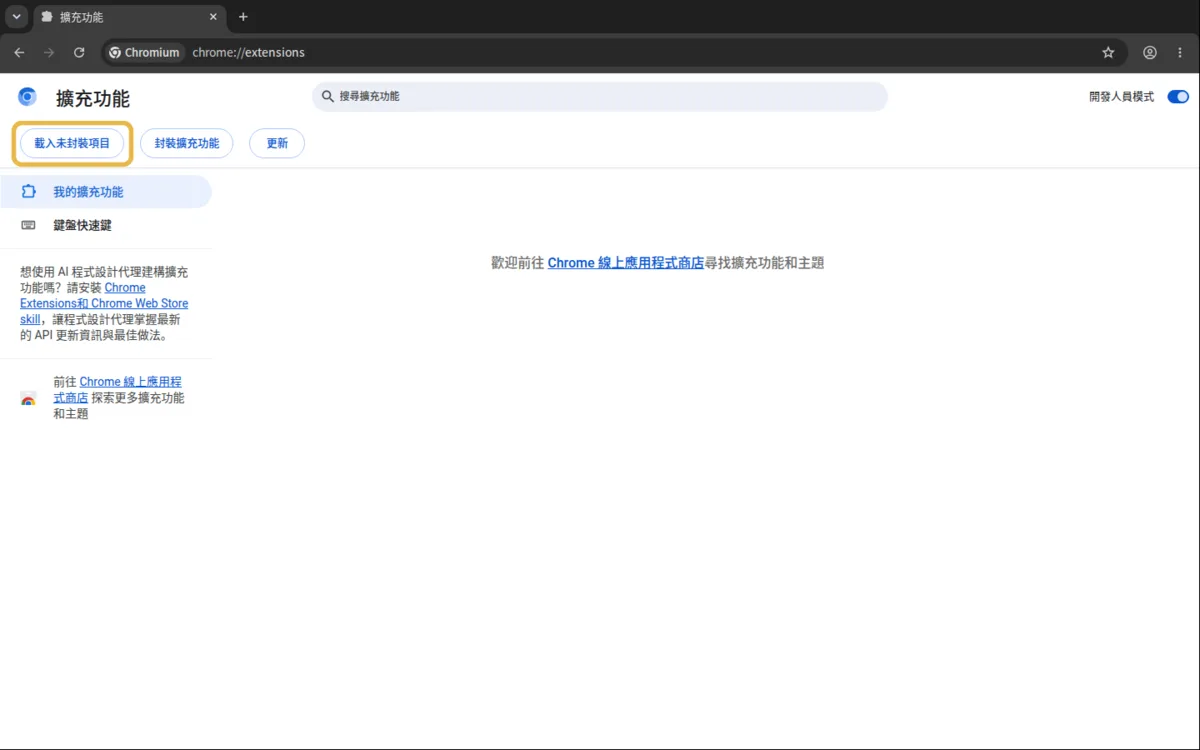 擴充功能
Chromium
chrome://extensions
擴充功能
搜尋擴充功能
開發人員模式
載入未封裝項目
封裝擴充功能
更新
我的擴充功能
鍵盤快速鍵
想使用 AI 程式設計代理建構擴充
功能嗎？請安裝 Chrome
Extensions和 Chrome Web Store
skill，讓程式設計代理掌握最新
的 API 更新資訊與最佳做法。
前往 Chrome 線上應用程
式商店 探索更多擴充功能
和主題
歡迎前往 Chrome 線上應用程式商店尋找擴充功能和主題